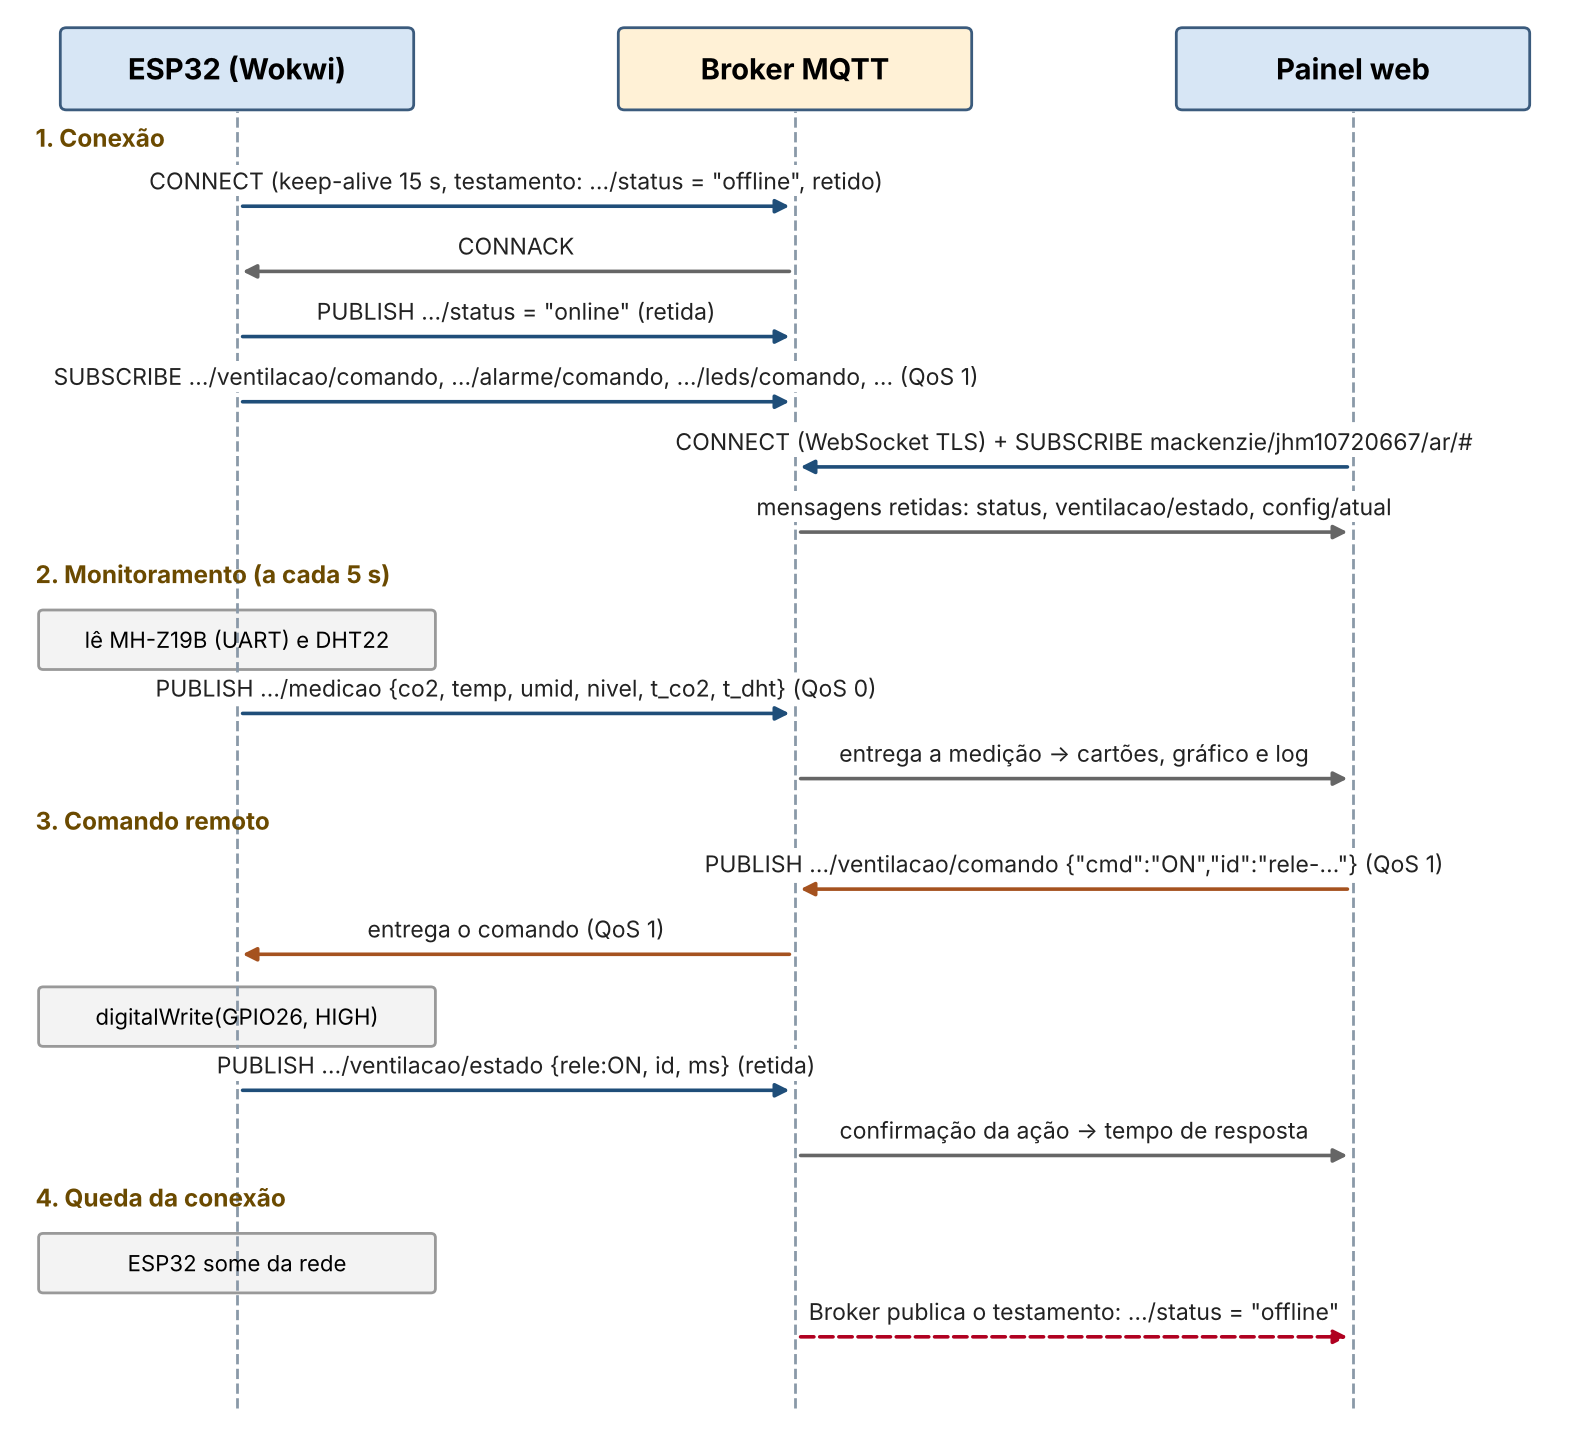 ESP32 (Wokwi)
Broker MQTT
Painel web
1. Conexão
CONNECT (keep-alive 15 s, testamento: .../status = "offline", retido)
CONNACK
PUBLISH .../status = "online" (retida)
SUBSCRIBE .../ventilacao/comando, .../alarme/comando, .../leds/comando, ... (QoS 1)
CONNECT (WebSocket TLS) + SUBSCRIBE mackenzie/jhm10720667/ar/#
mensagens retidas: status, ventilacao/estado, config/atual
2. Monitoramento (a cada 5 s)
lê MH-Z19B (UART) e DHT22
PUBLISH .../medicao {co2, temp, umid, nivel, t_co2, t_dht} (QoS 0)
entrega a medição → cartões, gráfico e log
3. Comando remoto
PUBLISH .../ventilacao/comando {"cmd":"ON","id":"rele-..."} (QoS 1)
entrega o comando (QoS 1)
digitalWrite(GPIO26, HIGH)
PUBLISH .../ventilacao/estado {rele:ON, id, ms} (retida)
confirmação da ação → tempo de resposta
4. Queda da conexão
ESP32 some da rede
Broker publica o testamento: .../status = "offline"